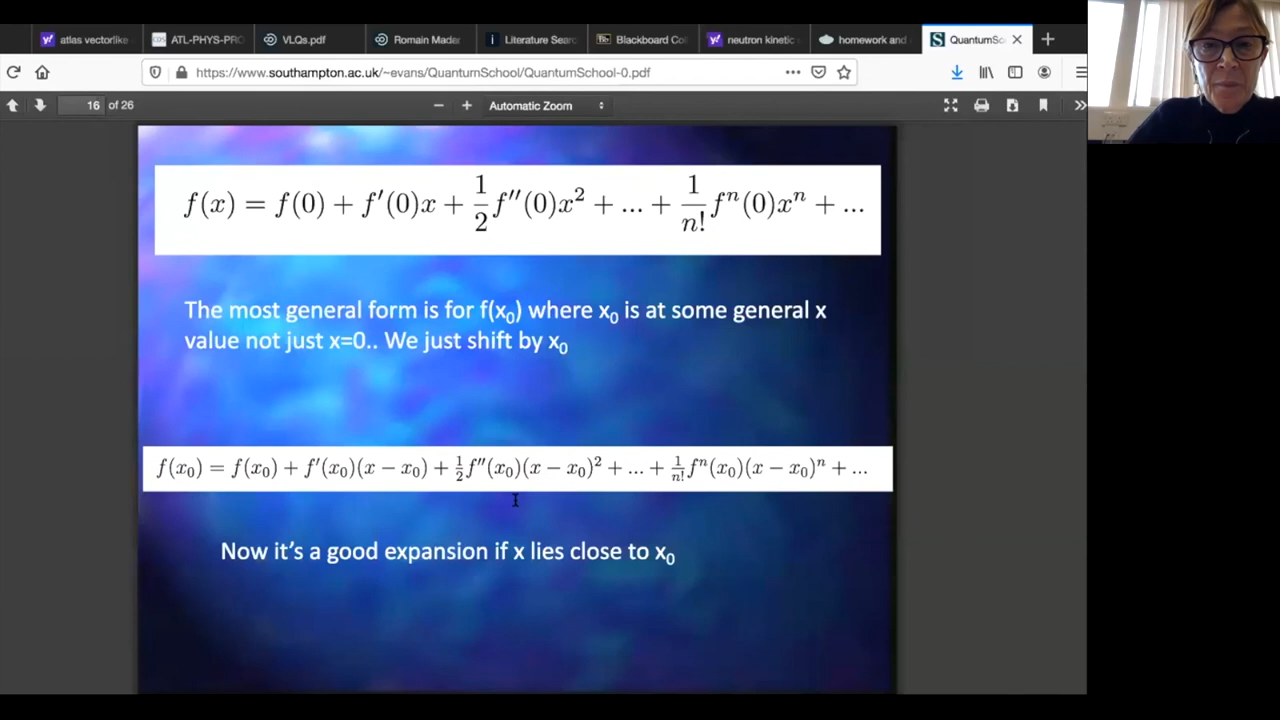 atlas vectorlike
ATL-PHYS-PRO
VLQs.pdf
Romain Mader
Literature Sear
Blackboard Co
neutron kinetic
homework and
QuantumSc
https://www.southampton.ac.uk/~evans/QuantumSchool/QuantumSchool-0.pdf
16 of 26
Automatic Zoom
f(x) = f(0) + f′(0)x + 1/2 f″(0)x² + ... + 1/n! fⁿ(0)xⁿ + ...
The most general form is for f(x₀) where x₀ is at some general x
value not just x=0.. We just shift by x₀
f(x₀) = f(x₀) + f′(x₀)(x − x₀) + 1/2 f″(x₀)(x − x₀)² + ... + 1/n! fⁿ(x₀)(x − x₀)ⁿ + ...
Now it’s a good expansion if x lies close to x₀